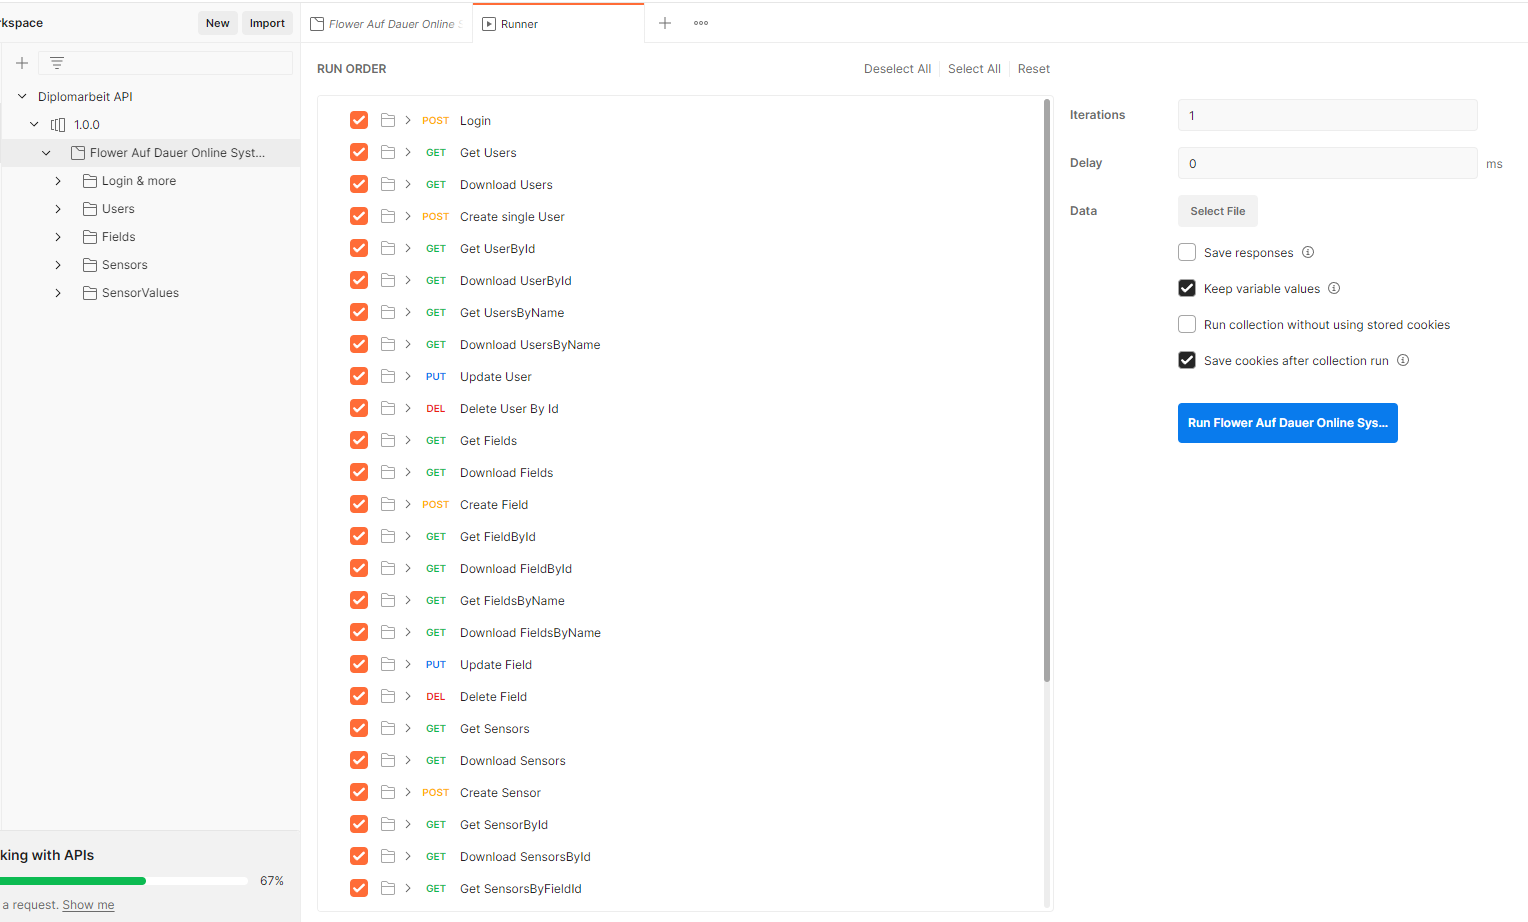 rkspace
New
Import
Flower Auf Dauer Online S
Runner
Diplomarbeit API
1.0.0
Flower Auf Dauer Online Syst...
Login & more
Users
Fields
Sensors
SensorValues
king with APIs
67%
a request. Show me
RUN ORDER
Deselect All
Select All
Reset
POST Login
GET Get Users
GET Download Users
POST Create single User
GET Get UserById
GET Download UserById
GET Get UsersByName
GET Download UsersByName
PUT Update User
DEL Delete User By Id
GET Get Fields
GET Download Fields
POST Create Field
GET Get FieldById
GET Download FieldById
GET Get FieldsByName
GET Download FieldsByName
PUT Update Field
DEL Delete Field
GET Get Sensors
GET Download Sensors
POST Create Sensor
GET Get SensorById
GET Download SensorsById
GET Get SensorsByFieldId
Iterations 1
Delay 0 ms
Data Select File
Save responses
Keep variable values
Run collection without using stored cookies
Save cookies after collection run
Run Flower Auf Dauer Online Sys...